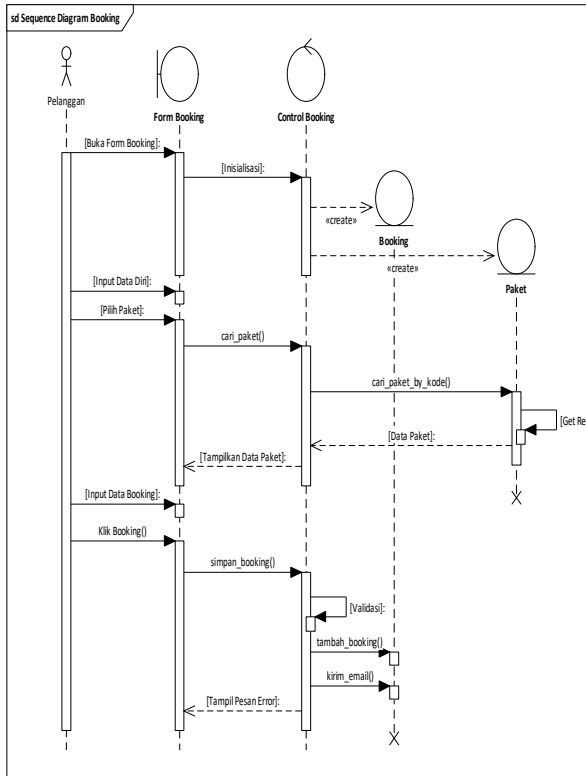 sd Sequence Diagram Booking
Pelanggan
Form Booking
Control Booking
[Buka Form Booking]:
[Inisialisasi]:
«create»
Booking
«create»
Paket
[Input Data Diri]:
[Pilih Paket]:
cari_paket()
cari_paket_by_kode()
[Get Re
[Data Paket]:
[Tampilkan Data Paket]:
[Input Data Booking]:
Klik Booking()
simpan_booking()
[Validasi]:
tambah_booking()
kirim_email()
[Tampil Pesan Error]: